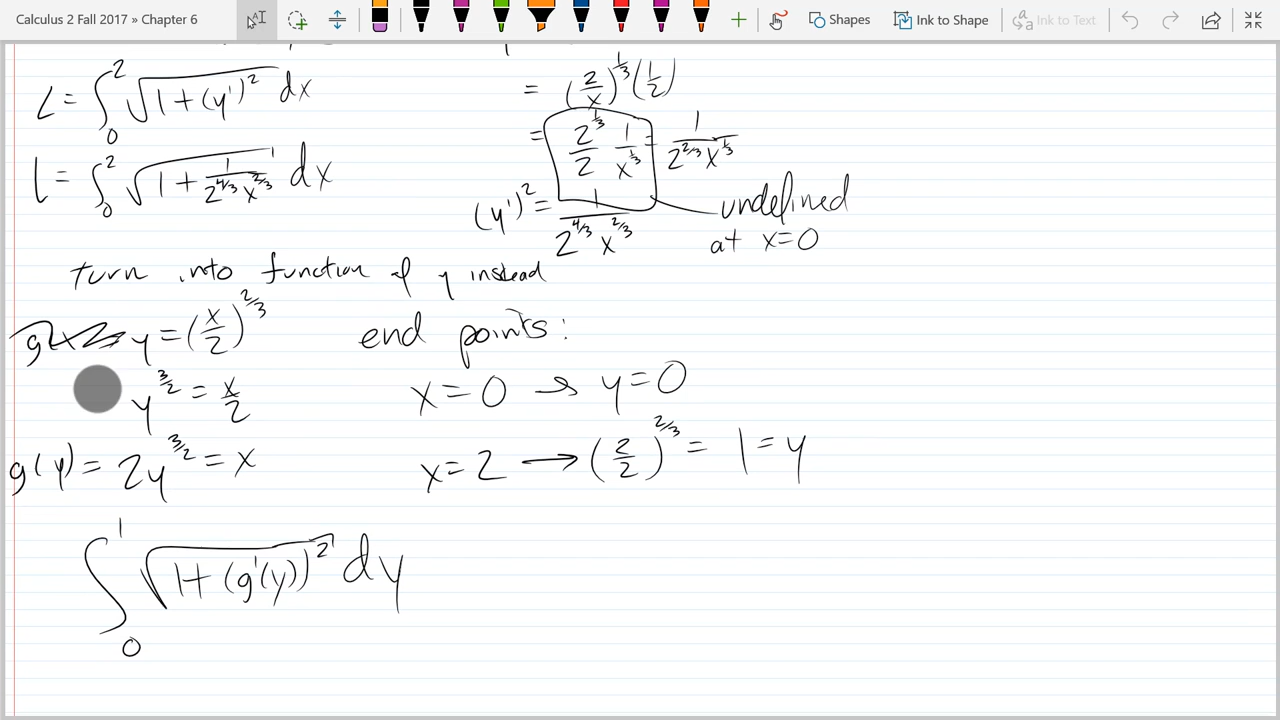 Calculus 2 Fall 2017 » Chapter 6
Shapes
Ink to Shape
Ink to Text
L = ∫₀² √(1 + (y')²) dx
= (2/x)^(1/3) (1/2)
= 2^(1/3)/2 · 1/x^(1/3) = 1/(2^(2/3) x^(1/3))
L = ∫₀² √(1 + 1/(2^(4/3) x^(2/3))) dx
(y')² = 1/(2^(4/3) x^(2/3))
undefined
at x=0
turn into function of y instead
y = (x/2)^(2/3)
y^(3/2) = x/2
g(y) = 2y^(3/2) = x
end points:
x = 0 → y = 0
x = 2 → (2/2)^(2/3) = 1 = y
∫₀¹ √(1 + (g'(y))²) dy